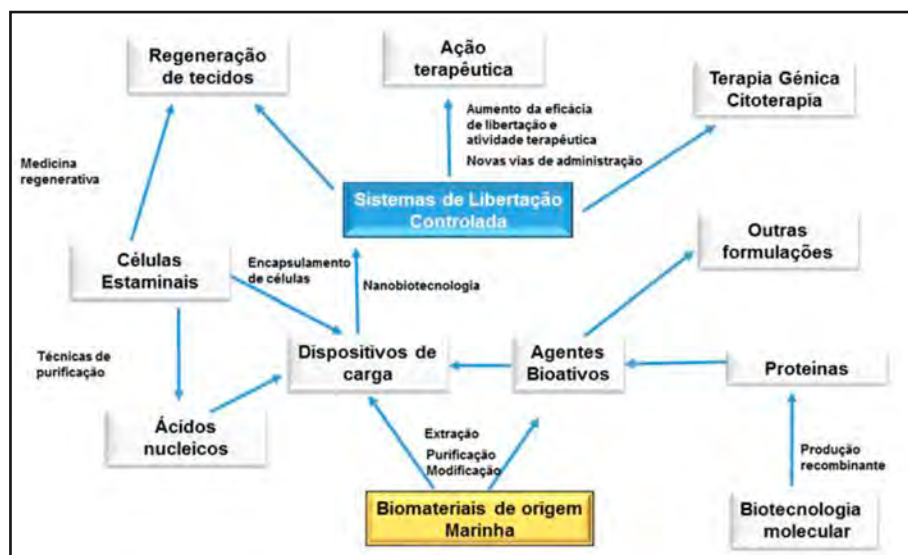 Regeneração
de tecidos
Ação
terapêutica
Terapia Génica
Citoterapia
Aumento da eficácia
de libertação e
atividade terapêutica
Novas vias de administração
Medicina
regenerativa
Sistemas de Libertação
Controlada
Outras
formulações
Células
Estaminais
Encapsulamento
de células
Nanobiotecnologia
Técnicas de
purificação
Dispositivos de
carga
Agentes
Bioativos
Proteinas
Ácidos
nucleicos
Extração
Purificação
Modificação
Produção
recombinante
Biomateriais de origem
Marinha
Biotecnologia
molecular